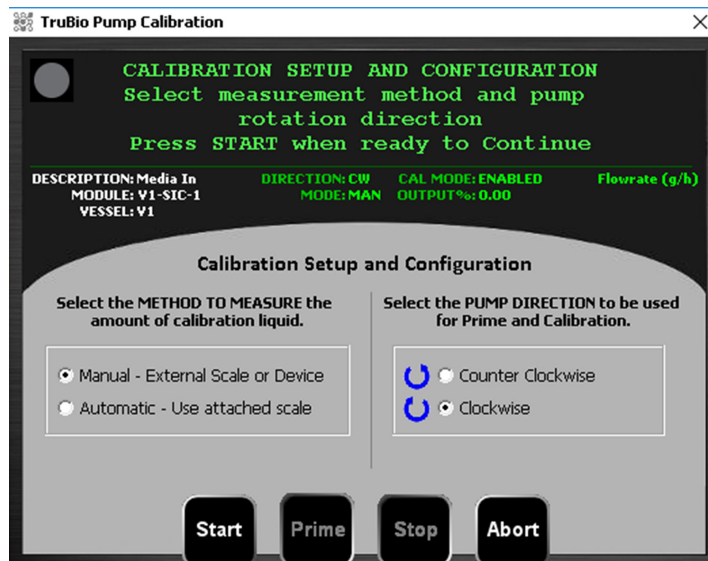 TruBio Pump Calibration
CALIBRATION SETUP AND CONFIGURATION
Select measurement method and pump
rotation direction
Press START when ready to Continue
DESCRIPTION: Media In DIRECTION: CW CAL MODE: ENABLED Flowrate (g/h)
MODULE: V1-SIC-1 MODE: MAN OUTPUT%: 0.00
VESSEL: V1
Calibration Setup and Configuration
Select the METHOD TO MEASURE the
amount of calibration liquid.
Manual - External Scale or Device
Automatic - Use attached scale
Select the PUMP DIRECTION to be used
for Prime and Calibration.
Counter Clockwise
Clockwise
Start Prime Stop Abort